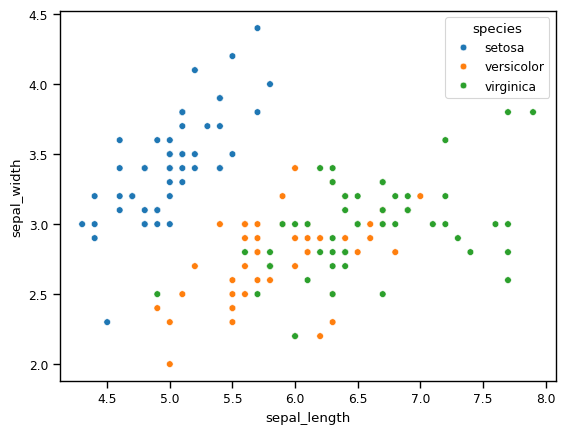 4.5
4.0
3.5
3.0
2.5
2.0
sepal_width
species
setosa
versicolor
virginica
4.5 5.0 5.5 6.0 6.5 7.0 7.5 8.0
sepal_length